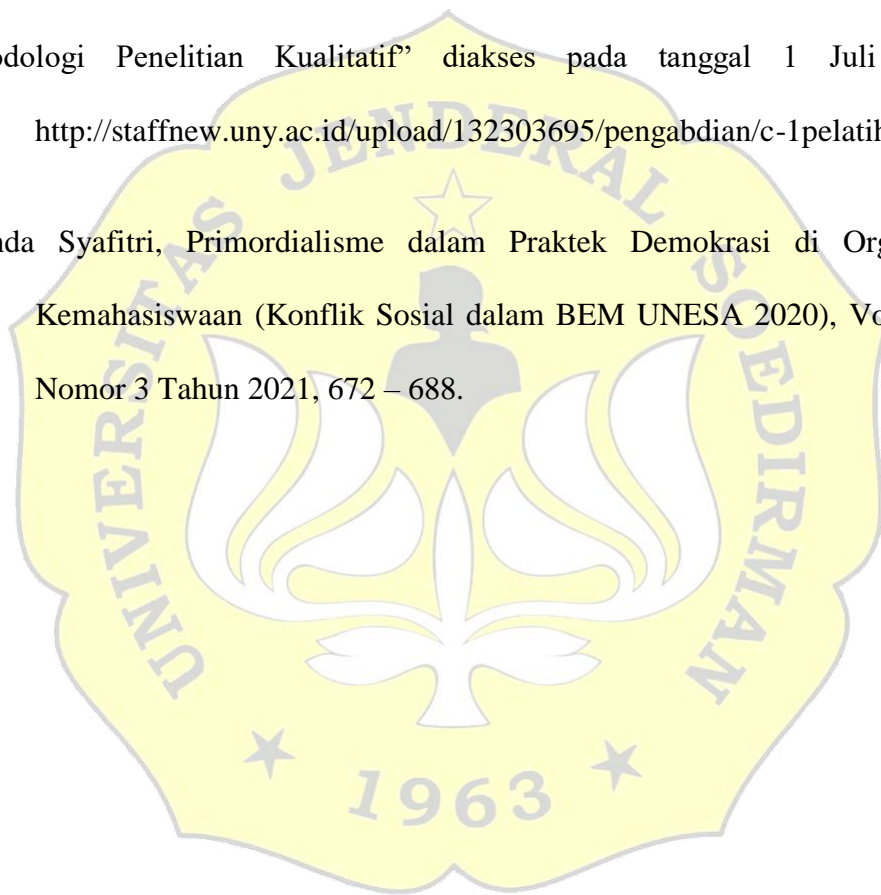 odologi Penelitian Kualitatif” diakses pada tanggal 1 Juli
http://staffnew.uny.ac.id/upload/132303695/pengabdian/c-1pelatih
nda Syafitri, Primordialisme dalam Praktek Demokrasi di Org
Kemahasiswaan (Konflik Sosial dalam BEM UNESA 2020), Vo
Nomor 3 Tahun 2021, 672 – 688.
UNIVERSITAS JENDERAL SOEDIRMAN
1963